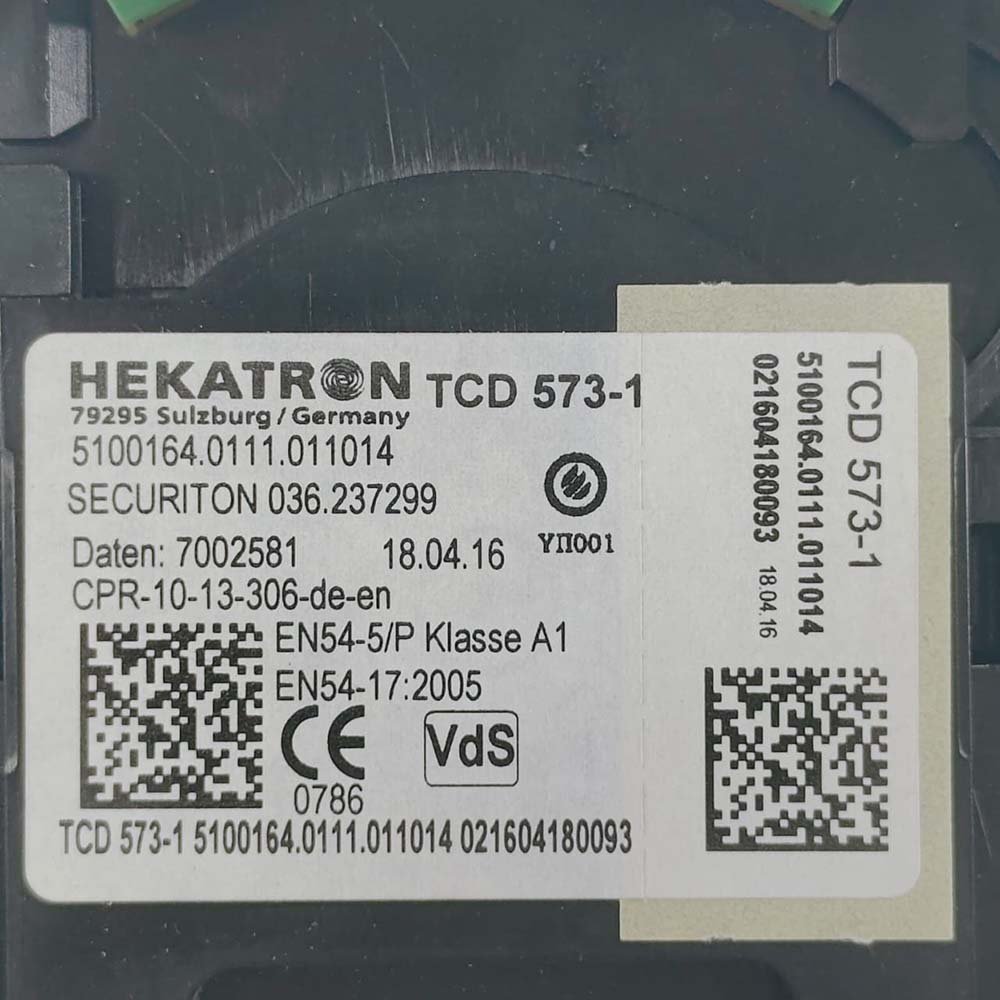 HEKATRON TCD 573-1
79295 Sulzburg/Germany
5100164.0111.011014
SECURITON 036.237299
Daten: 7002581 18.04.16
УП001
CPR-10-13-306-de-en
EN54-5/P Klasse A1
EN54-17:2005
CE VdS
0786
TCD 573-1 5100164.0111.011014 021604180093
TCD 573-1
5100164.0111.011014
021604180093 18.04.16